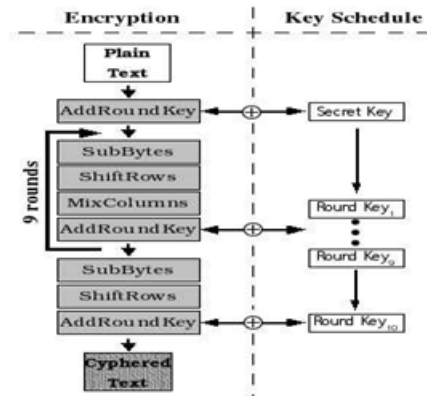 Encryption
Key Schedule
Plain
Text
AddRoundKey
Secret Key
SubBytes
ShiftRows
MixColumns
AddRoundKey
9 rounds
Round Key₁
Round Key₉
SubBytes
ShiftRows
AddRoundKey
Round Key₁₀
Cyphered
Text